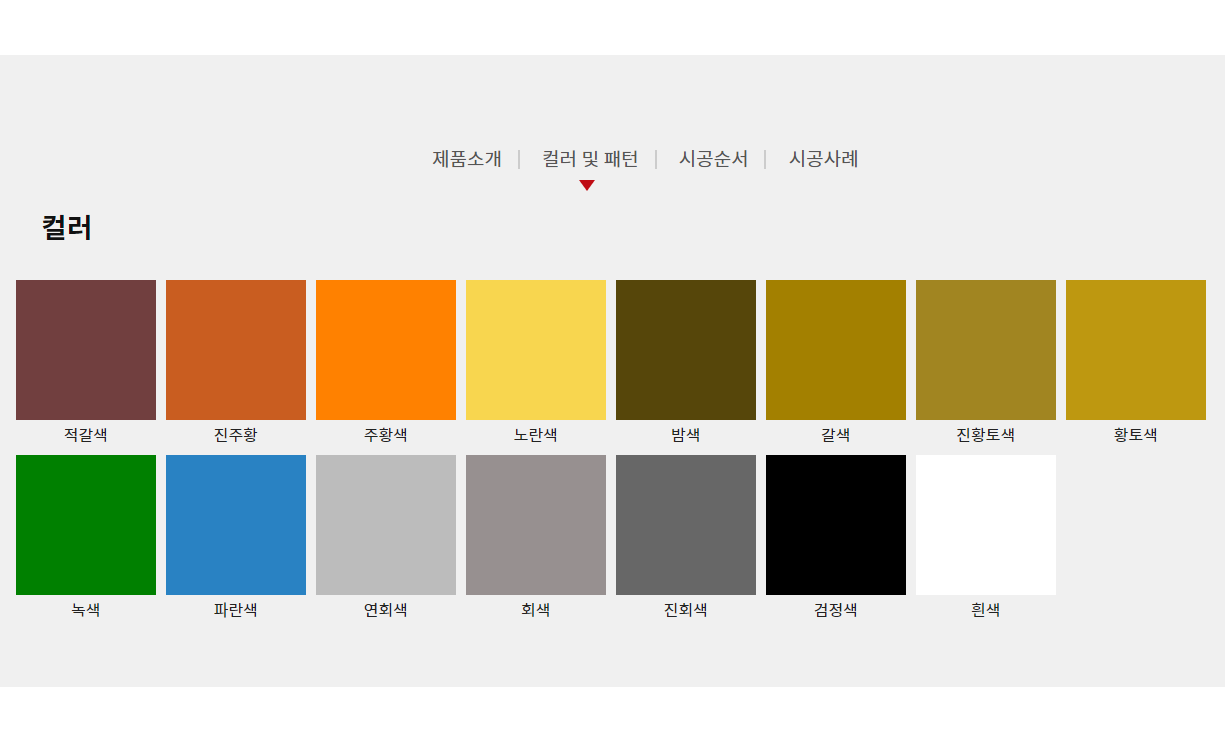 제품소개 컬러 및 패턴 시공순서 시공사례
컬러
적갈색 진주황 주황색 노란색 밤색 갈색 진황토색 황토색
녹색 파란색 연회색 회색 진회색 검정색 흰색